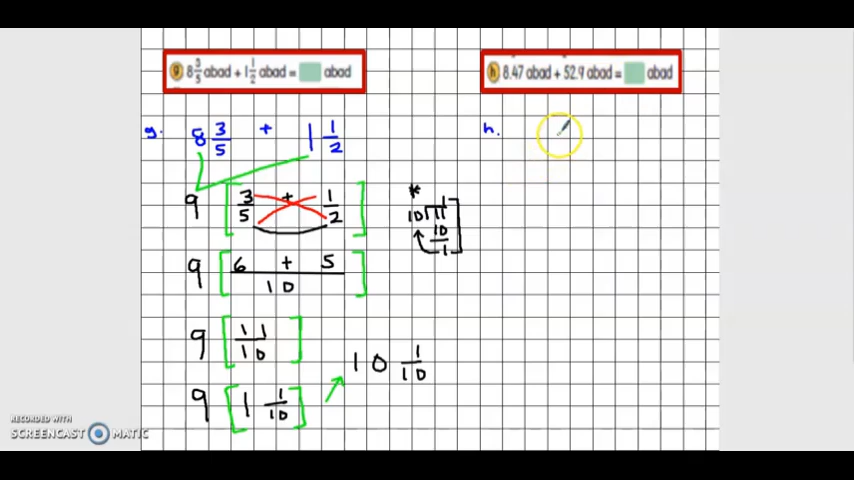 g 8 3/5 abad + 1 1/2 abad = abad
h 8.47 abad + 52.9 abad = abad
g. 8 3/5 + 1 1/2
h.
9 [ 3/5 + 1/2 ]
*
1
10 11
10
1
9 [ 6 + 5 / 10 ]
9 [ 11/10 ]
10 1/10
9 [ 1 1/10 ]
RECORDED WITH
SCREENCAST MATIC